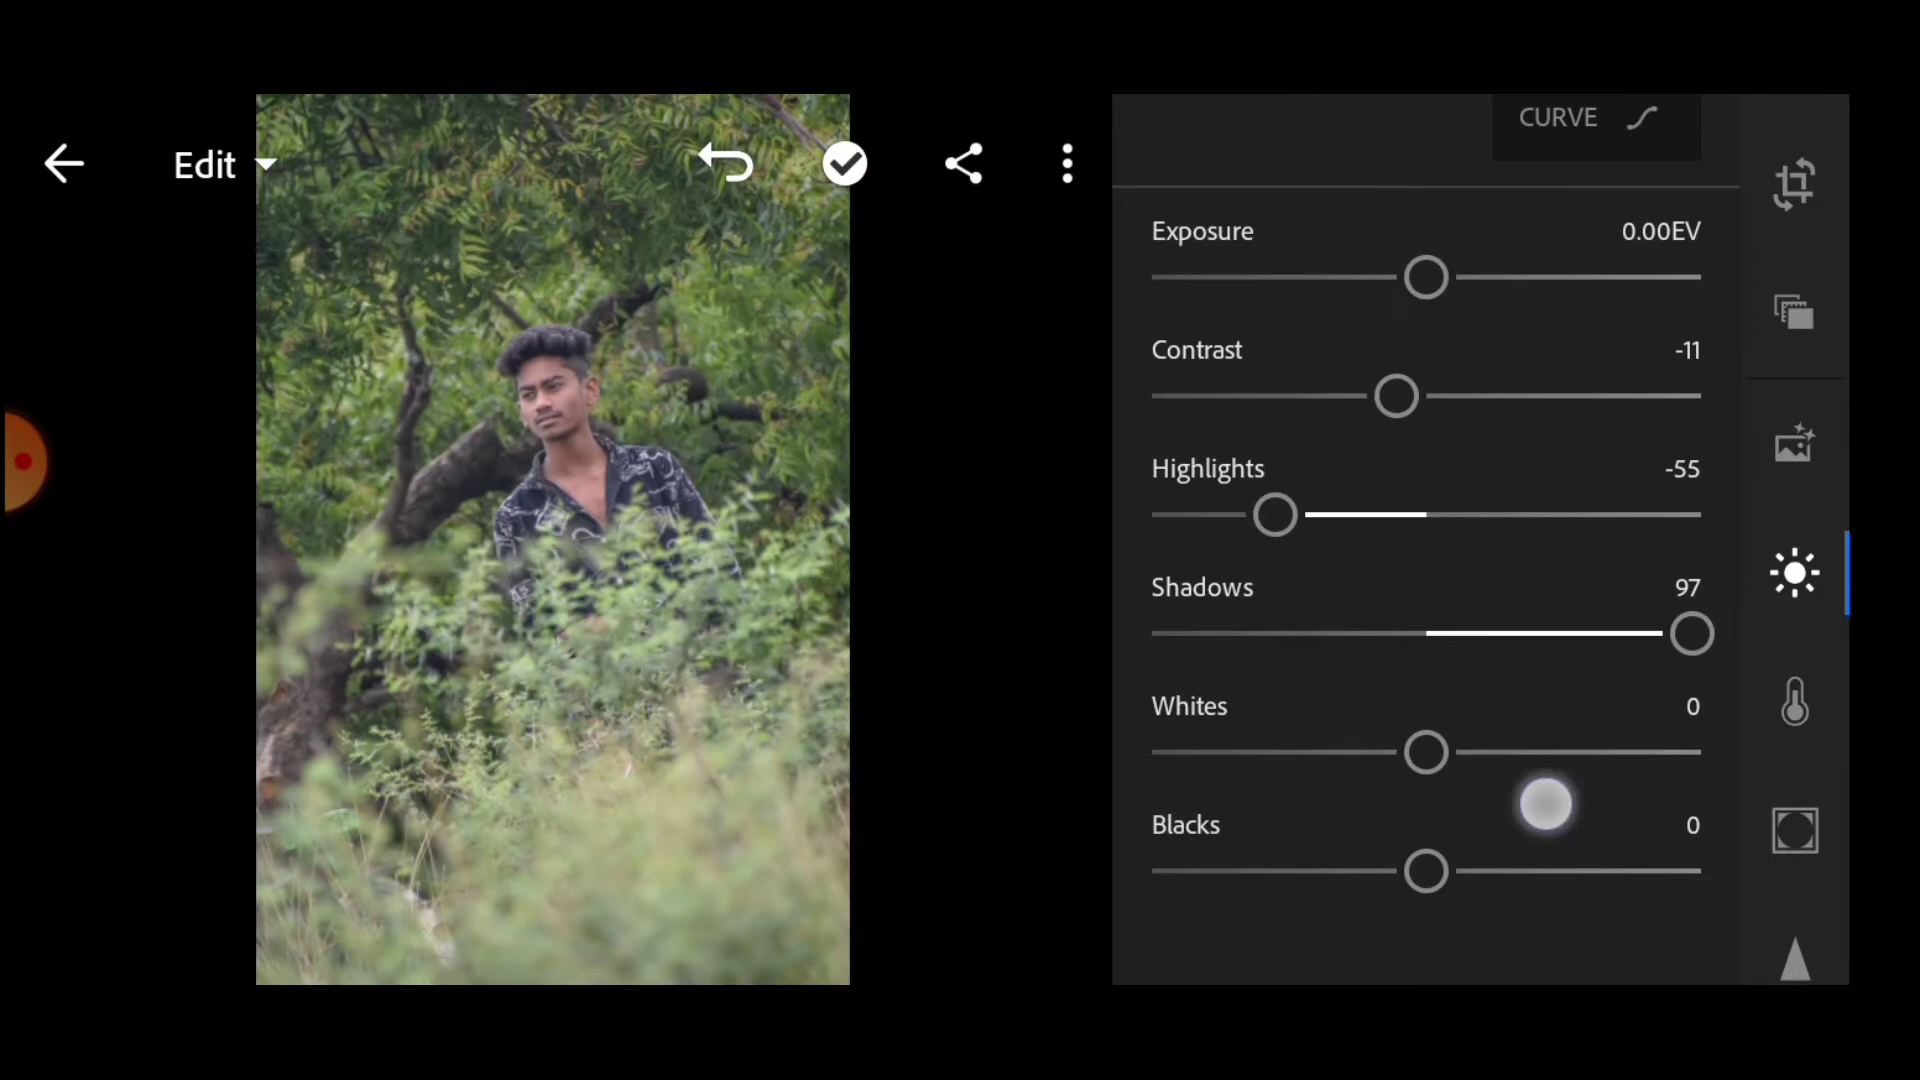 Edit
CURVE
Exposure 0.00EV
Contrast -11
Highlights -55
Shadows 97
Whites 0
Blacks 0